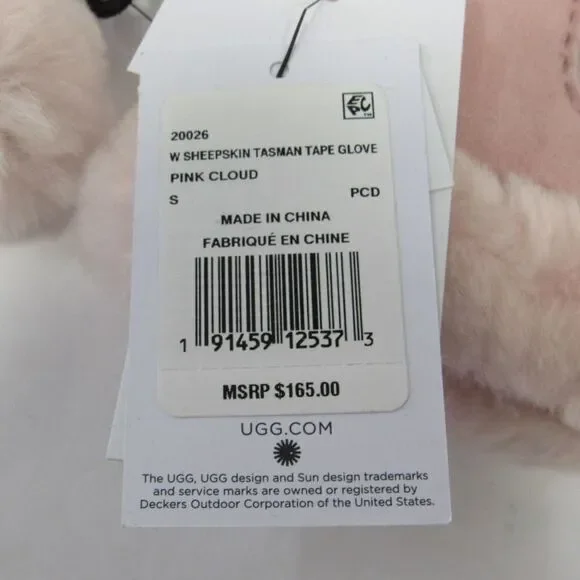 EPC™
20026
W SHEEPSKIN TASMAN TAPE GLOVE
PINK CLOUD
S PCD
MADE IN CHINA
FABRIQUÉ EN CHINE
1 91459 12537 3
MSRP $165.00
UGG.COM
The UGG, UGG design and Sun design trademarks
and service marks are owned or registered by
Deckers Outdoor Corporation of the United States.